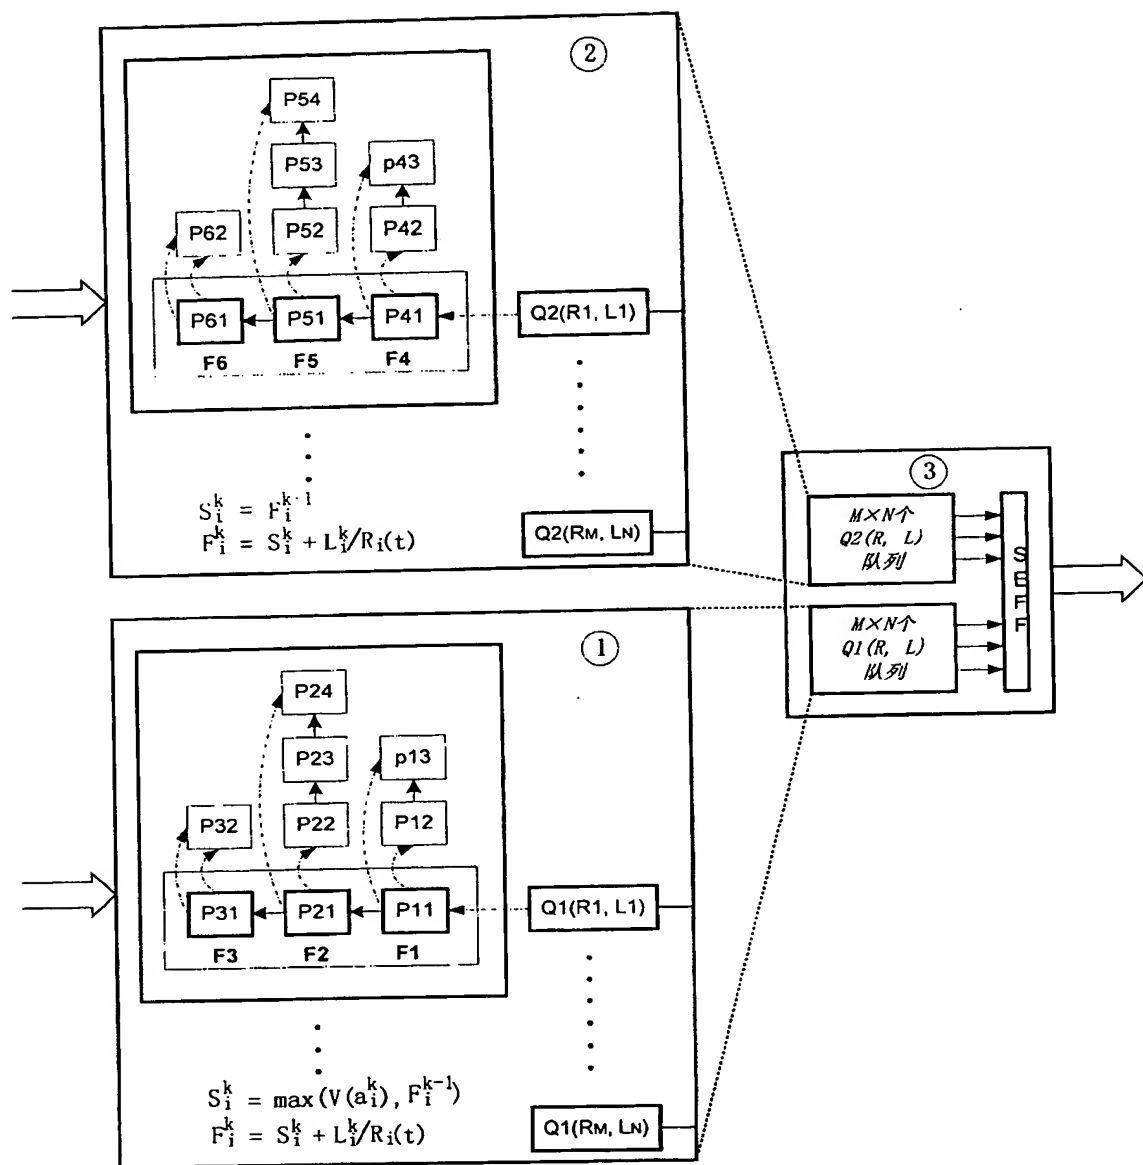 ②
P54
P53
p43
P62
P52
P42
P61
P51
P41
Q2(R1, L1)
F6
F5
F4
S_i^k = F_i^{k-1}
F_i^k = S_i^k + L_i^k/R_i(t)
Q2(RM, LN)
③
M×N个
Q2(R, L)
队列
M×N个
Q1(R, L)
队列
SEFF
①
P24
P23
p13
P32
P22
P12
P31
P21
P11
Q1(R1, L1)
F3
F2
F1
S_i^k = max(V(a_i^k), F_i^{k-1})
F_i^k = S_i^k + L_i^k/R_i(t)
Q1(RM, LN)